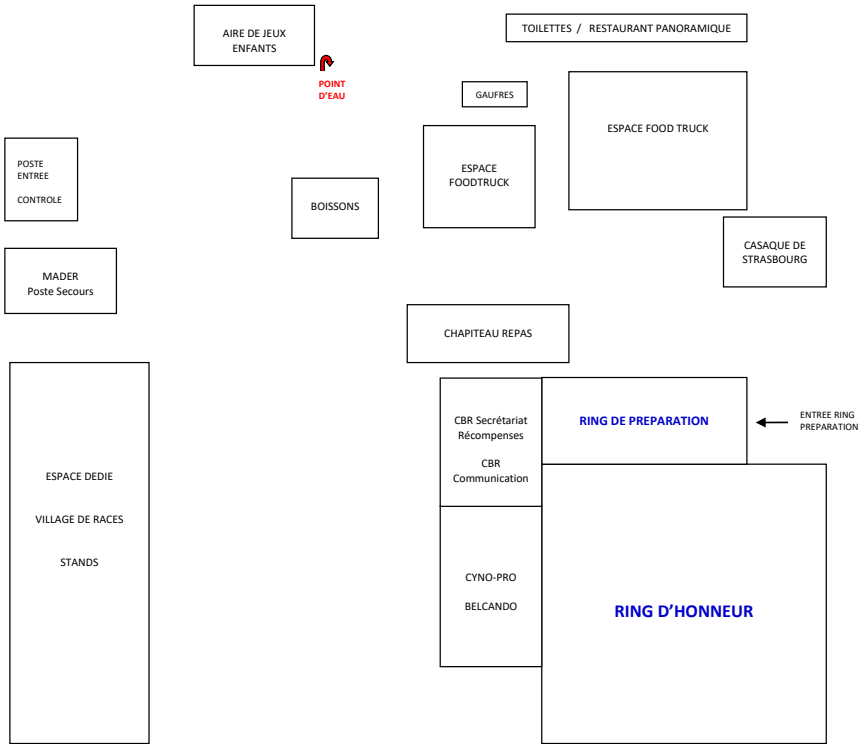 AIRE DE JEUX
ENFANTS
TOILETTES / RESTAURANT PANORAMIQUE
POINT
D'EAU
GAUFRES
ESPACE FOOD TRUCK
POSTE
ENTREE
CONTROLE
ESPACE
FOODTRUCK
BOISSONS
CASAQUE DE
STRASBOURG
MADER
Poste Secours
CHAPITEAU REPAS
CBR Secrétariat
Récompenses
CBR
Communication
RING DE PREPARATION
ENTREE RING
PREPARATION
ESPACE DEDIE
VILLAGE DE RACES
STANDS
CYNO-PRO
BELCANDO
RING D’HONNEUR